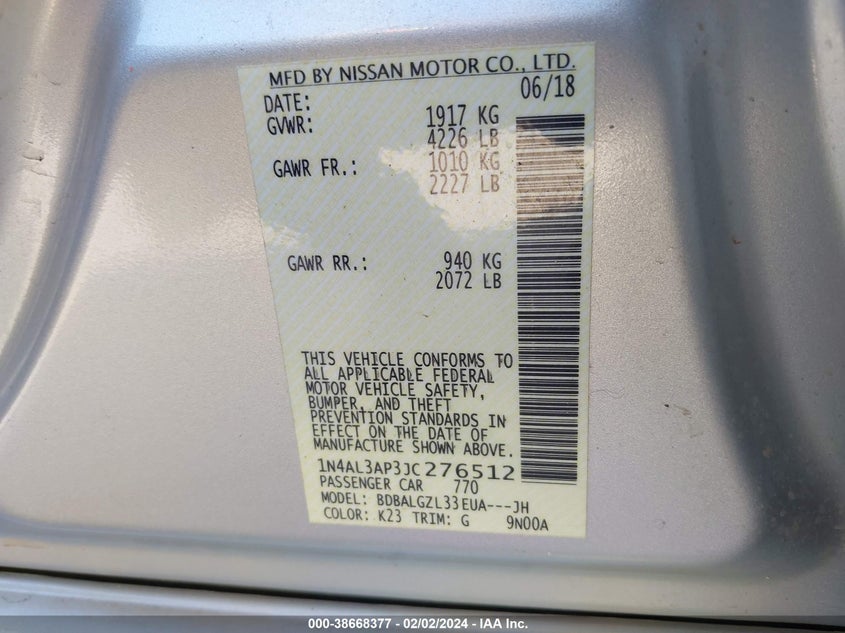 MFD BY NISSAN MOTOR CO., LTD.
DATE: 06/18
GVWR: 1917 KG
4226 LB
GAWR FR.: 1010 KG
2227 LB
GAWR RR.: 940 KG
2072 LB
THIS VEHICLE CONFORMS TO
ALL APPLICABLE FEDERAL
MOTOR VEHICLE SAFETY,
BUMPER, AND THEFT
PREVENTION STANDARDS IN
EFFECT ON THE DATE OF
MANUFACTURE SHOWN ABOVE.
1N4AL3AP3JC276512
PASSENGER CAR 770
MODEL: BDBALGZL33EUA---JH
COLOR: K23 TRIM: G 9N00A
000-38668377 - 02/02/2024 - IAA Inc.